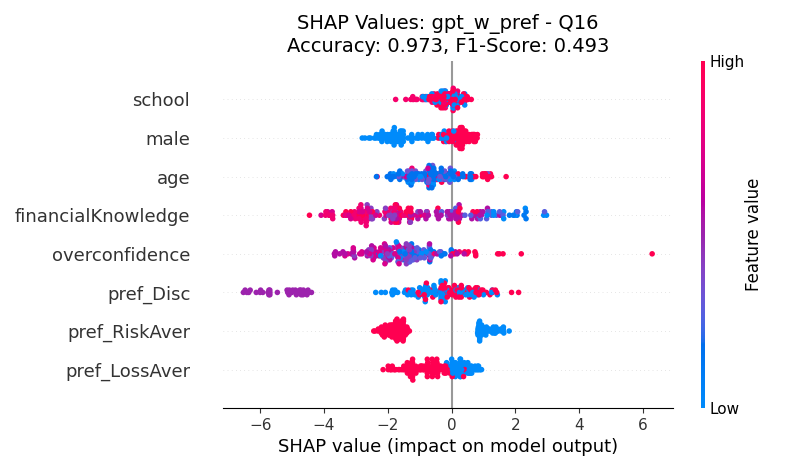 SHAP Values: gpt_w_pref - Q16
Accuracy: 0.973, F1-Score: 0.493
High
school
male
age
financialKnowledge
overconfidence
pref_Disc
pref_RiskAver
pref_LossAver
Feature value
Low
−6 −4 −2 0 2 4 6
SHAP value (impact on model output)